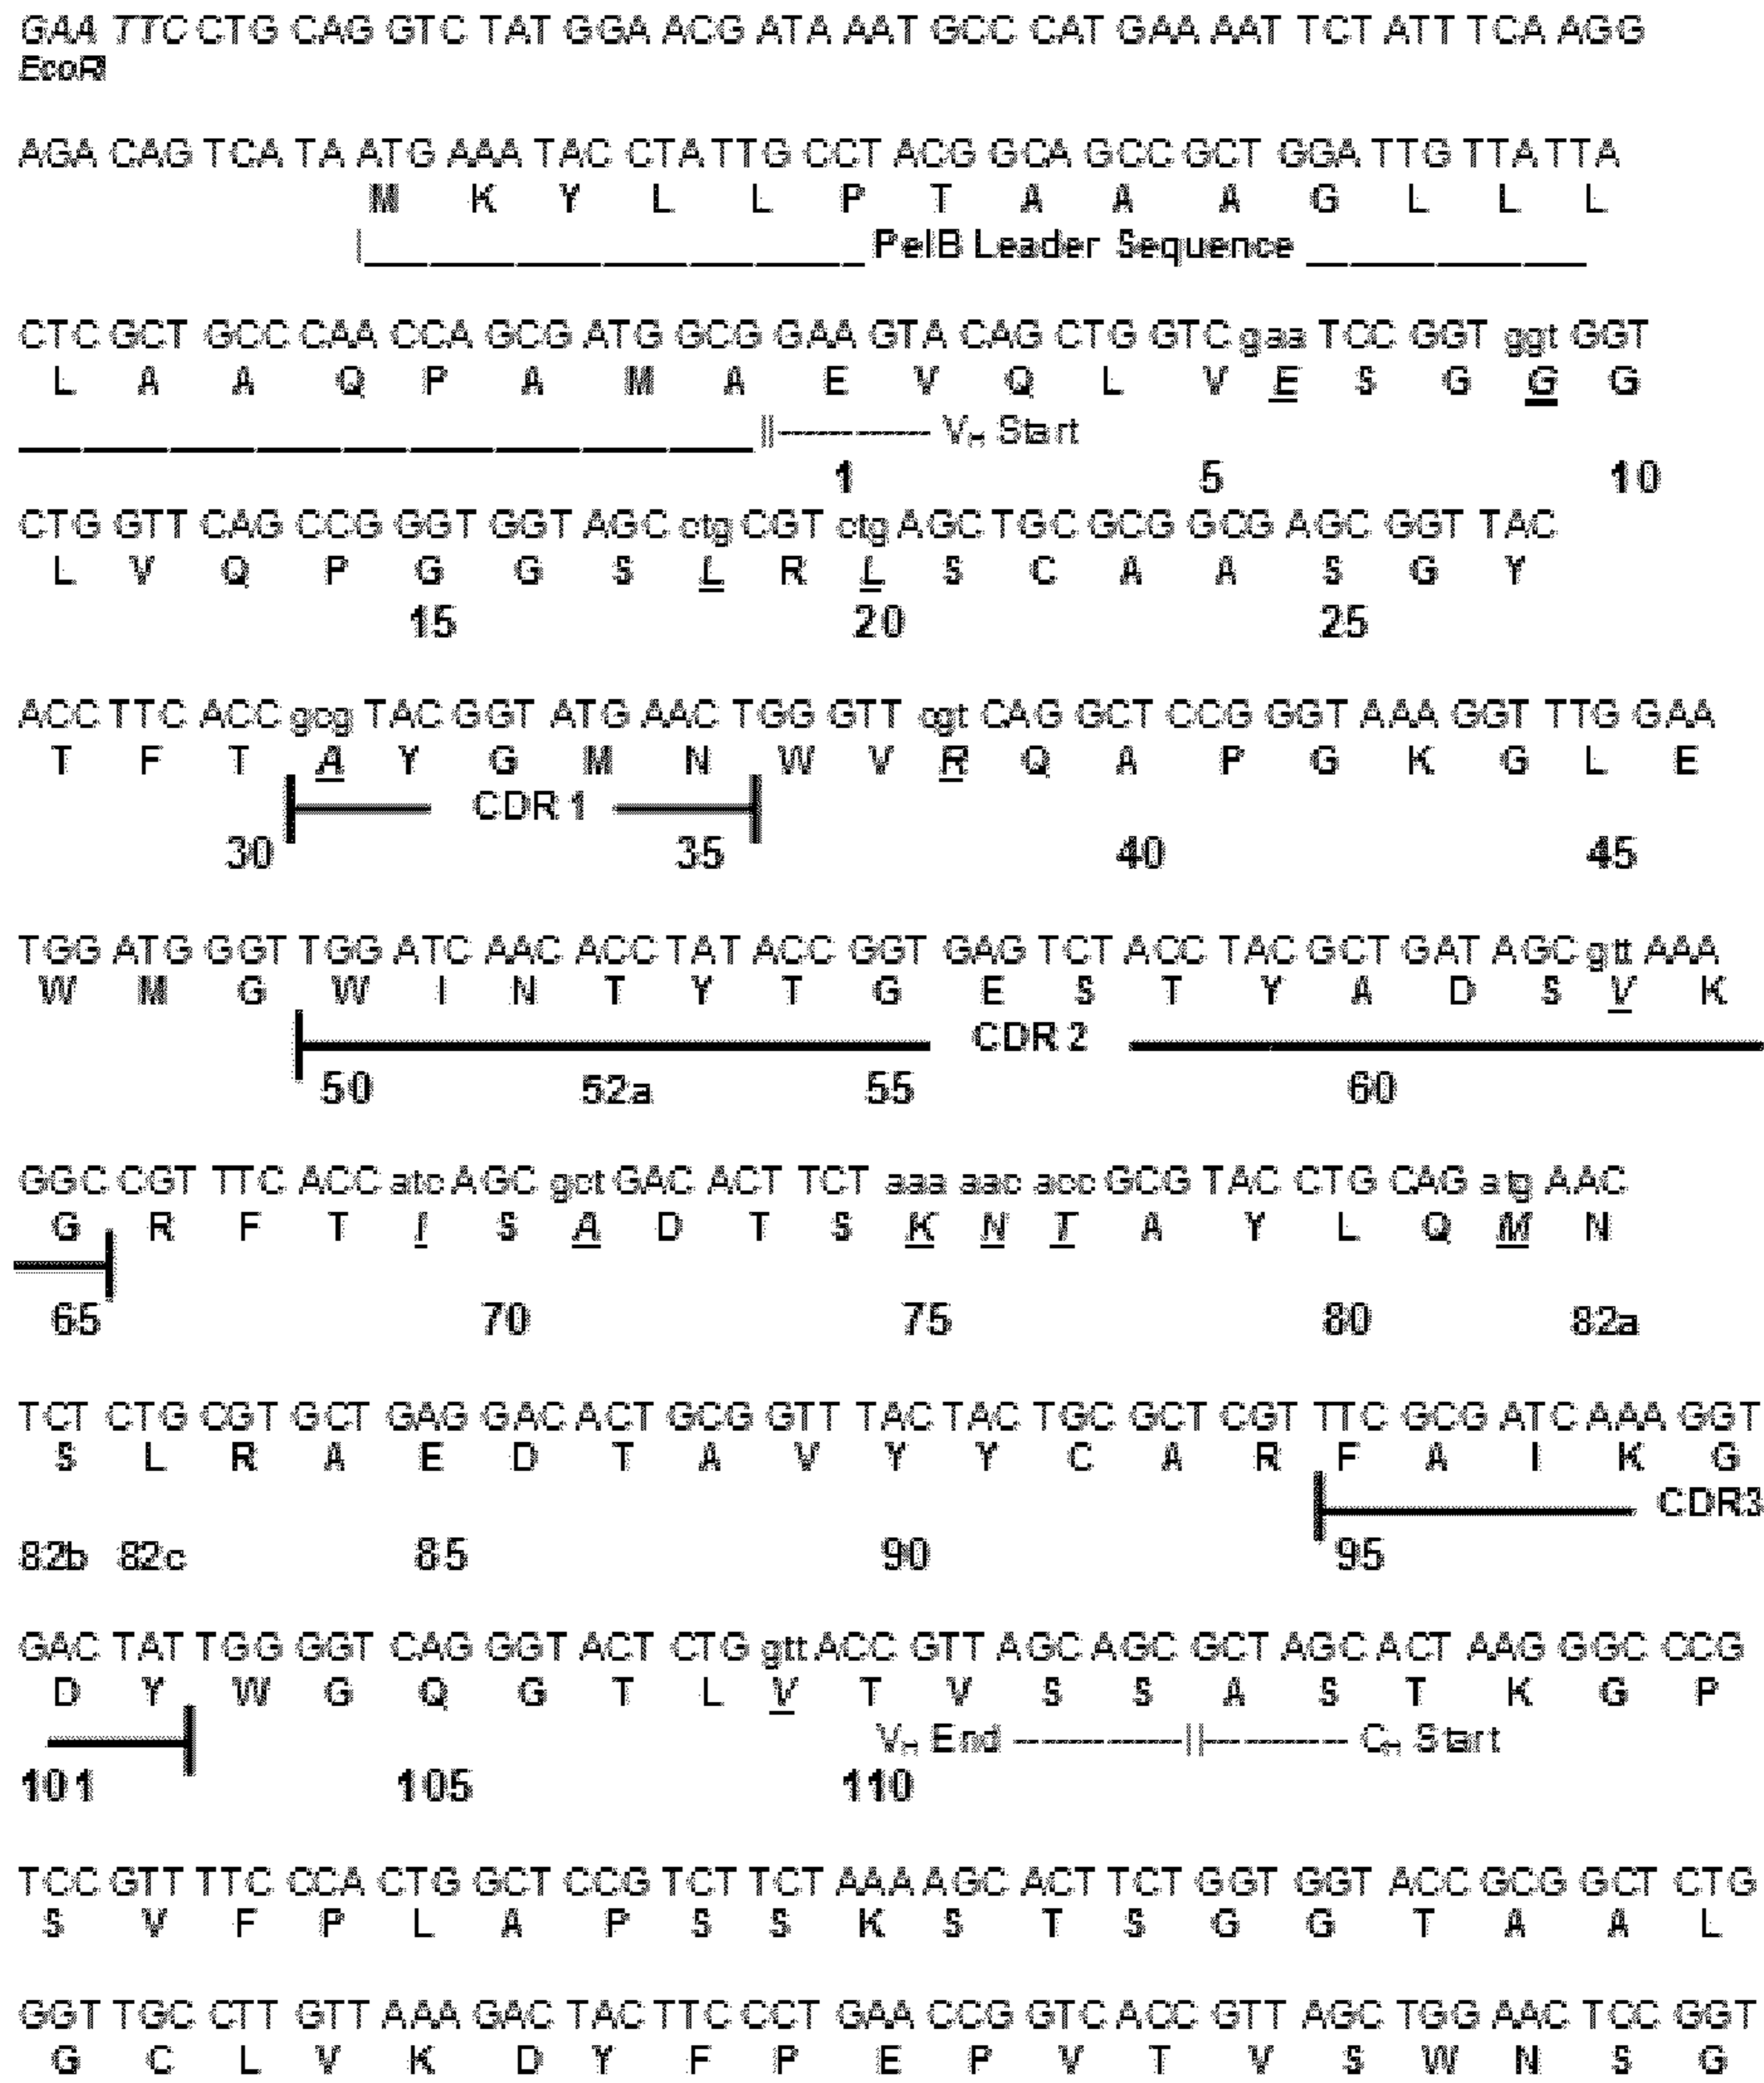 GAA TTC CTG CAG GTC TAT GGA ACG ATA AAT GCC CAT GAA AAT TCT ATT TCA AGG
EcoRI
AGA CAG TCA TA ATG AAA TAC CTA TTG CCT ACG GCA GCC GCT GGA TTG TTA TTA
M K Y L L P T A A A G L L L
PelB Leader Sequence
CTC GCT GCC CAA CCA GCG ATG GCG GAA GTA CAG CTG GTC gaa TCC GGT ggt GGT
L A A Q P A M A E V Q L V E S G G G
VH Start
1 5 10
CTG GTT CAG CCG GGT GGT AGC ctg CGT ctg AGC TGC GCG GCG AGC GGT TAC
L V Q P G G S L R L S C A A S G Y
15 20 25
ACC TTC ACC gcg TAC GGT ATG AAC TGG GTT cgt CAG GCT CCG GGT AAA GGT TTG GAA
T F T A Y G M N W V R Q A P G K G L E
CDR 1
30 35 40 45
TGG ATG GGT TGG ATC AAC ACC TAT ACC GGT GAG TCT ACC TAC GCT GAT AGC gtt AAA
W M G W I N T Y T G E S T Y A D S V K
CDR 2
50 52a 55 60
GGC CGT TTC ACC atc AGC gct GAC ACT TCT aaa aac acc GCG TAC CTG CAG atg AAC
G R F T I S A D T S K N T A Y L Q M N
65 70 75 80 82a
TCT CTG CGT GCT GAG GAC ACT GCG GTT TAC TAC TGC GCT CGT TTC GCG ATC AAA GGT
S L R A E D T A V Y Y C A R F A I K G
CDR3
82b 82c 85 90 95
GAC TAT TGG GGT CAG GGT ACT CTG gtt ACC GTT AGC AGC GCT AGC ACT AAG GGC CCG
D Y W G Q G T L V T V S S A S T K G P
VH End CH Start
101 105 110
TCC GTT TTC CCA CTG GCT CCG TCT TCT AAA AGC ACT TCT GGT GGT ACC GCG GCT CTG
S V F P L A P S S K S T S G G T A A L
GGT TGC CTT GTT AAA GAC TAC TTC CCT GAA CCG GTC ACC GTT AGC TGG AAC TCC GGT
G C L V K D Y F P E P V T V S W N S G